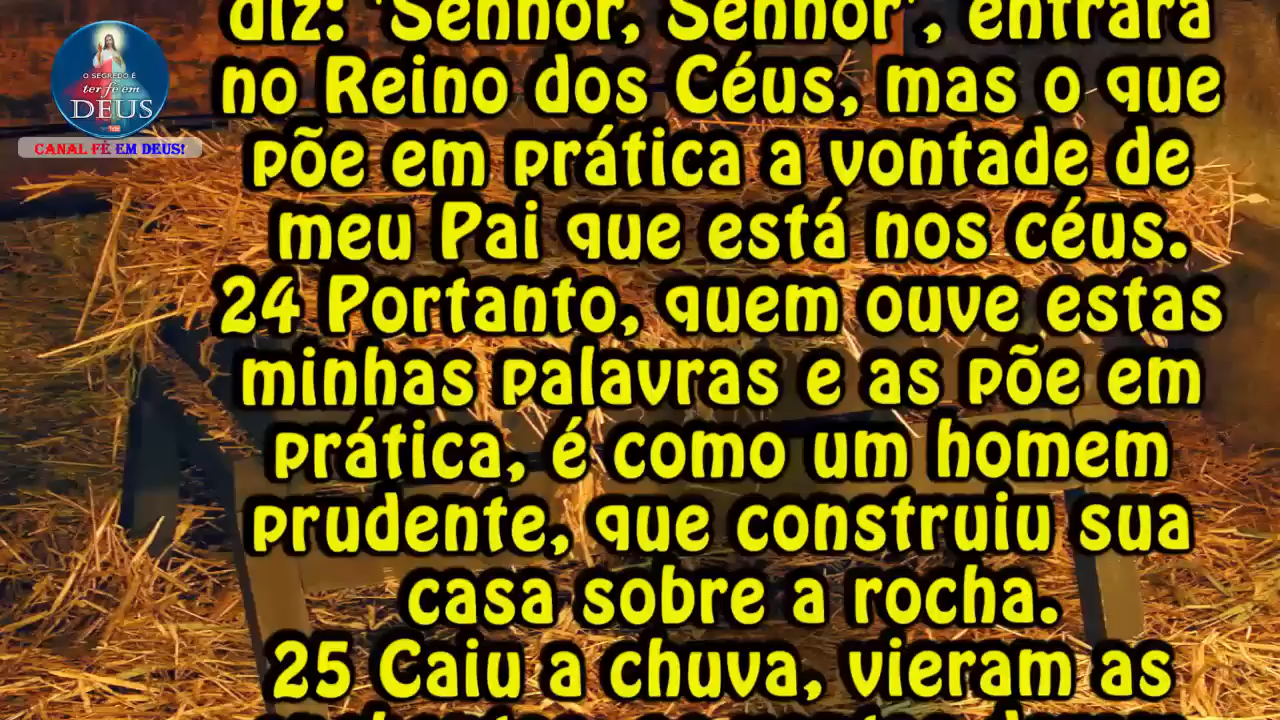 diz: 'Senhor, Senhor', entrará
no Reino dos Céus, mas o que
põe em prática a vontade de
meu Pai que está nos céus.
24 Portanto, quem ouve estas
minhas palavras e as põe em
prática, é como um homem
prudente, que construiu sua
casa sobre a rocha.
25 Caiu a chuva, vieram as
O SEGREDO É
ter fé em
DEUS
CANAL FÉ EM DEUS!